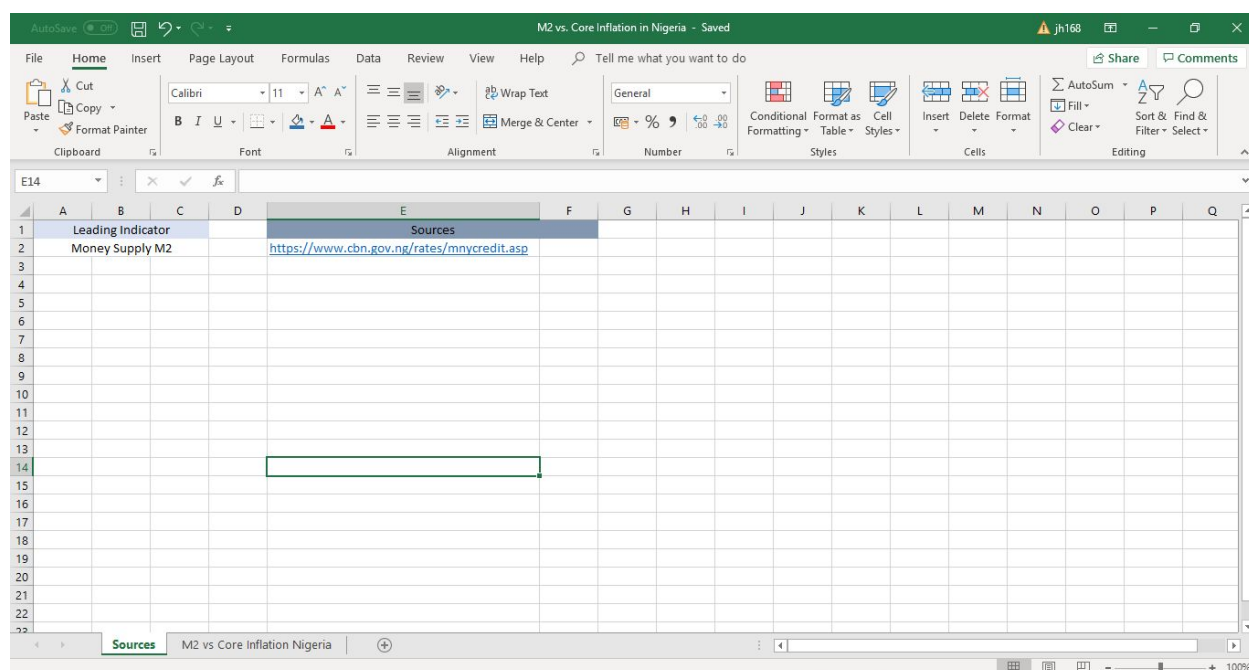 AutoSave Off M2 vs. Core Inflation in Nigeria - Saved jh168
File Home Insert Page Layout Formulas Data Review View Help Tell me what you want to do Share Comments
Cut
Copy
Format Painter
Paste
Clipboard
Calibri 11 A A
B I U A
Font
Wrap Text
Merge & Center
Alignment
General
% 9 .00 .00
Number
Conditional Formatting
Format as Table
Cell Styles
Styles
Insert Delete Format
Cells
AutoSum
Fill
Clear
Sort & Filter
Find & Select
Editing
E14 fx
A B C D E F G H I J K L M N O P Q
1 Leading Indicator Sources
2 Money Supply M2 https://www.cbn.gov.ng/rates/mnycredit.asp
3
4
5
6
7
8
9
10
11
12
13
14
15
16
17
18
19
20
21
22
23
Sources M2 vs Core Inflation Nigeria
100%